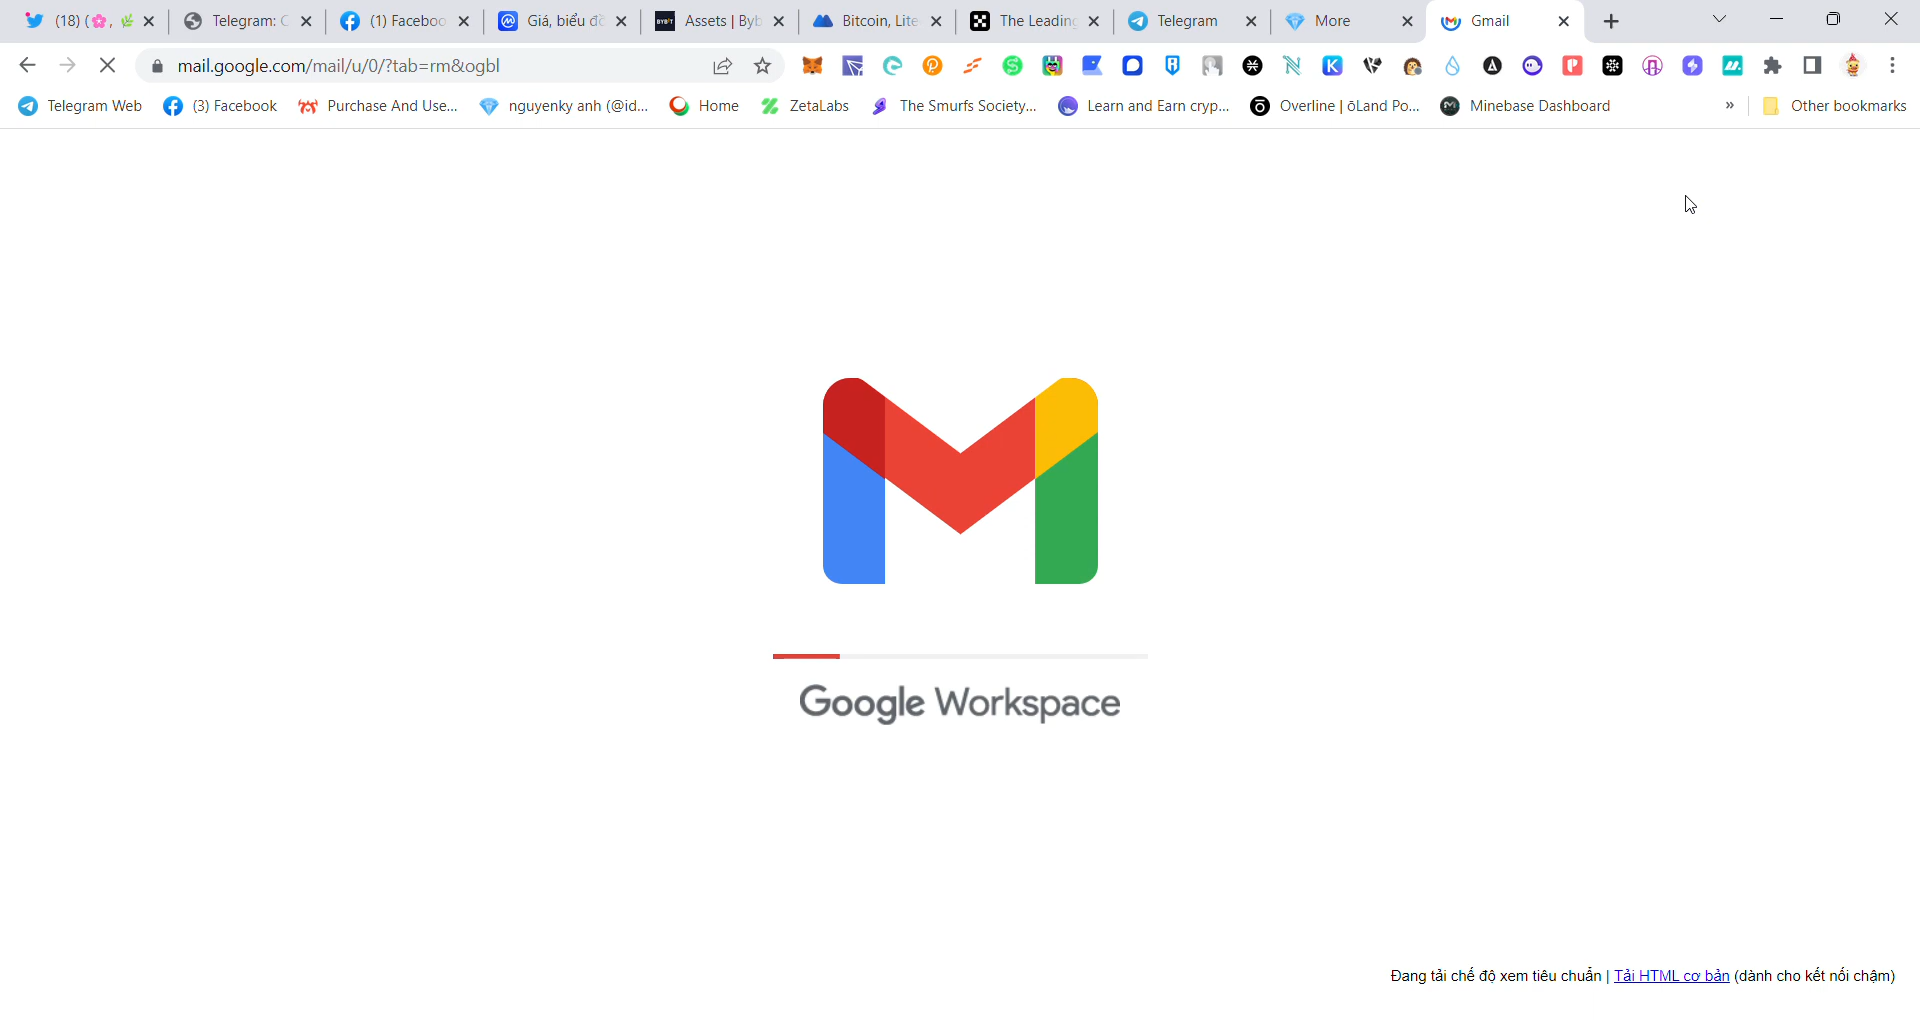 (18) (🌸, 🌿 Telegram: C (1) Faceboo Giá, biểu đồ Assets | Byb Bitcoin, Lite The Leading Telegram More Gmail
mail.google.com/mail/u/0/?tab=rm&ogbl
Telegram Web (3) Facebook Purchase And Use... nguyenky anh (@id... Home ZetaLabs The Smurfs Society... Learn and Earn cryp... Overline | ōLand Po... Minebase Dashboard » Other bookmarks
Google Workspace
Đang tải chế độ xem tiêu chuẩn | Tải HTML cơ bản (dành cho kết nối chậm)